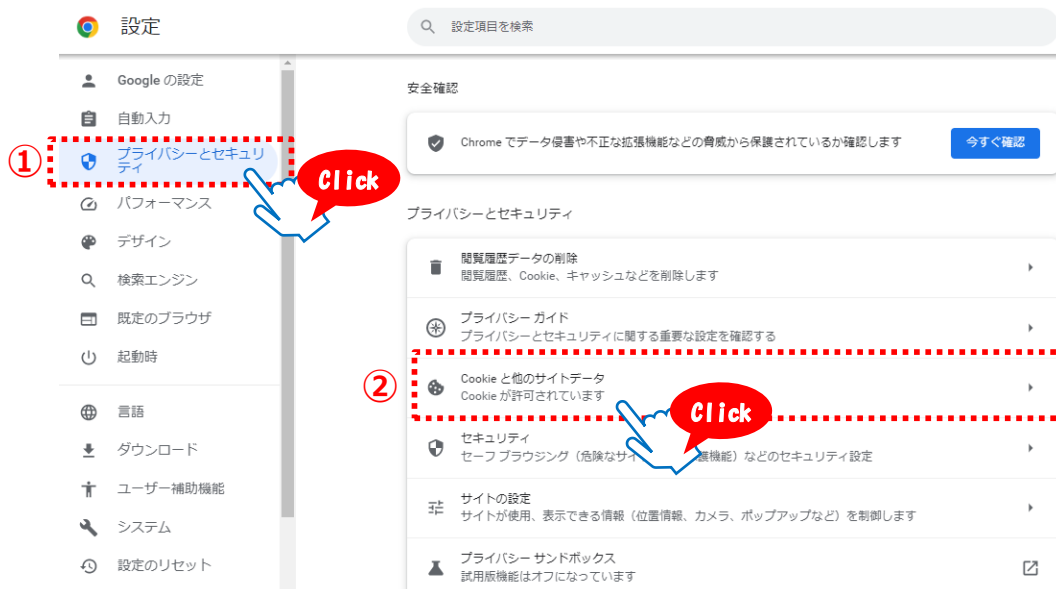 設定
設定項目を検索
Google の設定
自動入力
①
プライバシーとセキュリ
ティ
Click
パフォーマンス
デザイン
検索エンジン
既定のブラウザ
起動時
言語
ダウンロード
ユーザー補助機能
システム
設定のリセット
安全確認
Chrome でデータ侵害や不正な拡張機能などの脅威から保護されているか確認します
今すぐ確認
プライバシーとセキュリティ
閲覧履歴データの削除
閲覧履歴、Cookie、キャッシュなどを削除します
プライバシー ガイド
プライバシーとセキュリティに関する重要な設定を確認する
②
Cookie と他のサイトデータ
Cookie が許可されています
Click
セキュリティ
セーフ ブラウジング（危険なサイ 護機能）などのセキュリティ設定
サイトの設定
サイトが使用、表示できる情報（位置情報、カメラ、ポップアップなど）を制御します
プライバシー サンドボックス
試用版機能はオフになっています